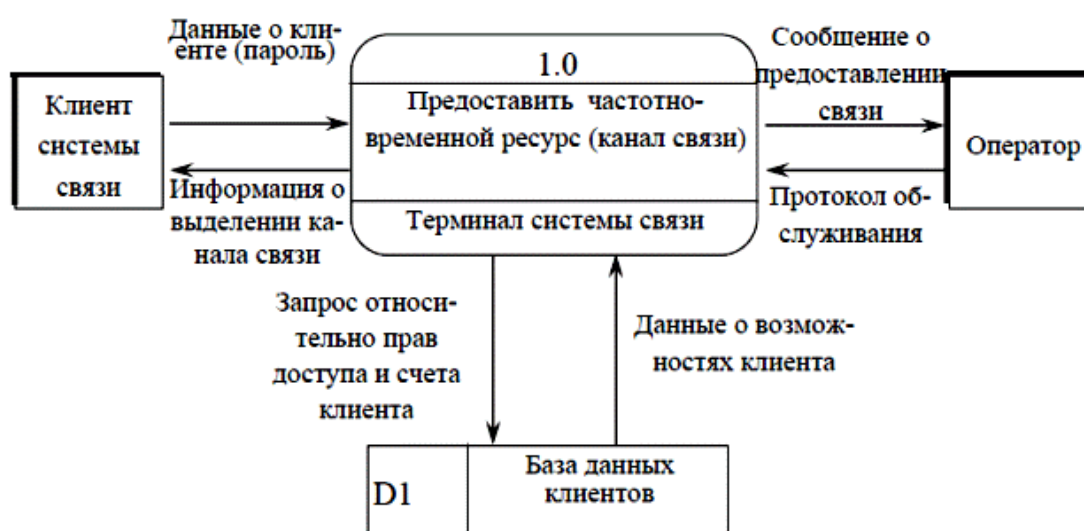 Данные о кли-
енте (пароль)
Клиент
системы
связи
Информация о
выделении ка-
нала связи
1.0
Предоставить частотно-
временной ресурс (канал связи)
Терминал системы связи
Сообщение о
предоставлении
связи
Оператор
Протокол об-
служивания
Запрос относи-
тельно прав
доступа и счета
клиента
Данные о возмож-
ностях клиента
D1
База данных
клиентов